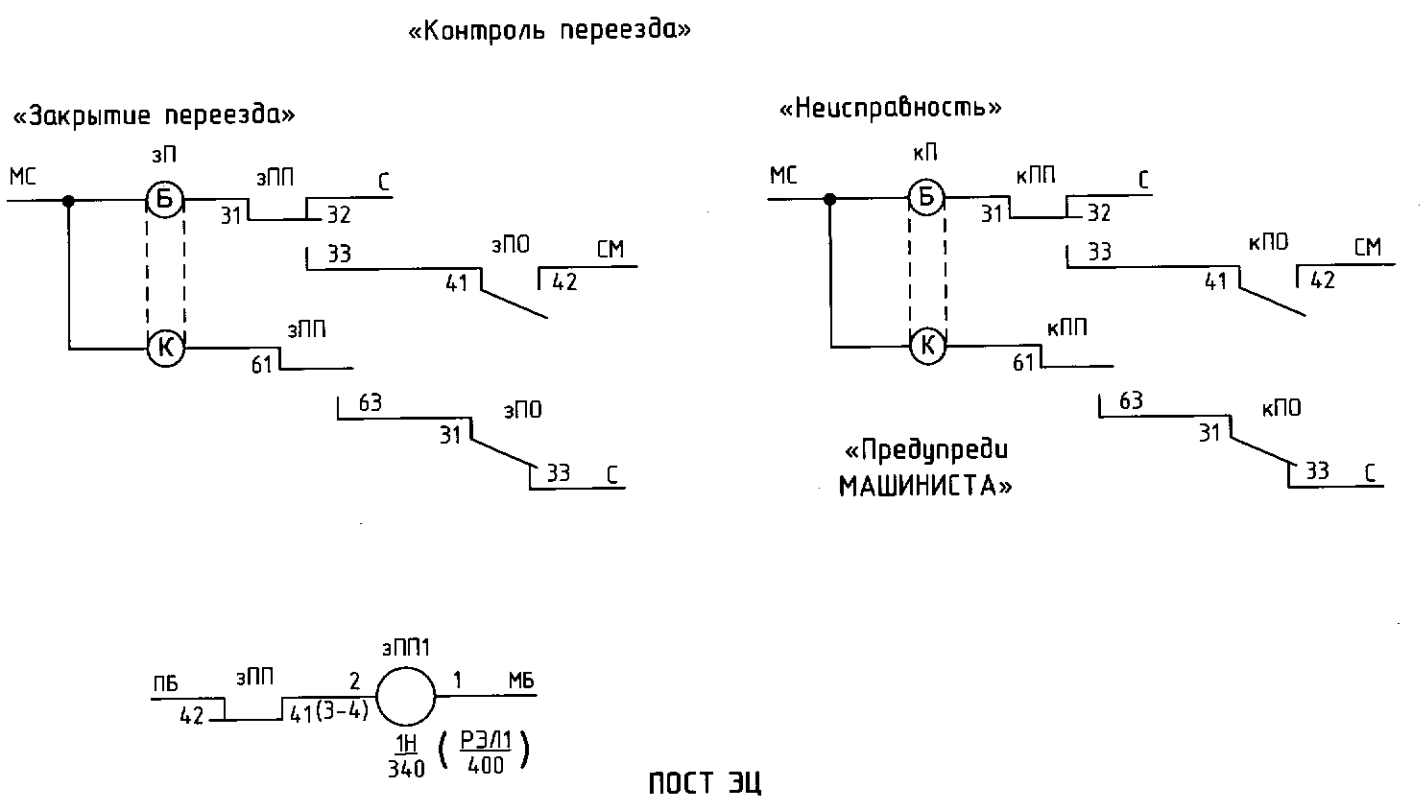 «Контроль переезда»
«Закрытие переезда»
МС
зП
Б
зПП
31
32
С
33
зПО
41
42
СМ
К
зПП
61
63
зПО
31
33
С
«Неисправность»
МС
кП
Б
кПП
31
32
С
33
кПО
41
42
СМ
К
кПП
61
63
кПО
31
33
С
«Предупреди
МАШИНИСТА»
зПП1
ПБ
зПП
2
1
МБ
42
41(3-4)
1Н
340
( РЭЛ1
400 )
ПОСТ ЭЦ